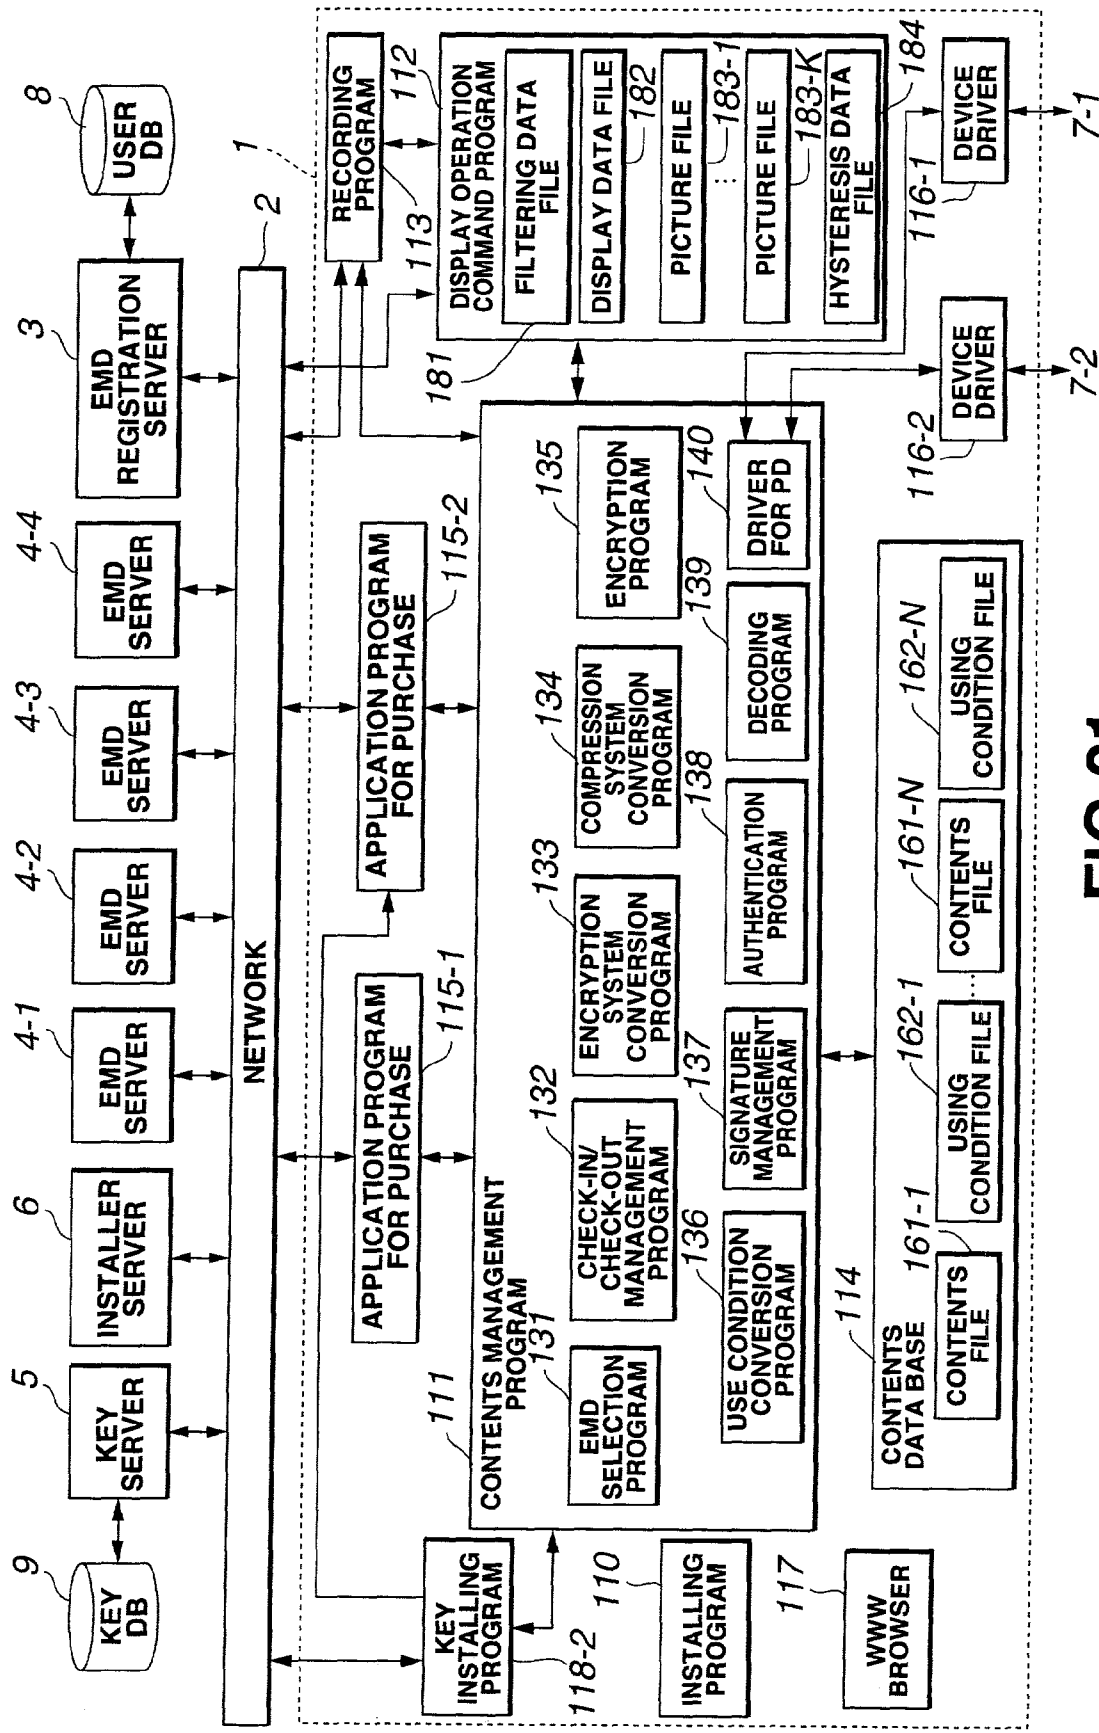 9
KEY
DB
5
KEY
SERVER
6
INSTALLER
SERVER
4-1
EMD
SERVER
4-2
EMD
SERVER
4-3
EMD
SERVER
4-4
EMD
SERVER
3
EMD
REGISTRATION
SERVER
8
USER
DB
NETWORK
2
1
APPLICATION PROGRAM
FOR PURCHASE
115-1
APPLICATION PROGRAM
FOR PURCHASE
115-2
RECORDING
PROGRAM
113
KEY
INSTALLING
PROGRAM
118-2
INSTALLING
PROGRAM
110
WWW
BROWSER
117
111
CONTENTS MANAGEMENT
PROGRAM
131
EMD
SELECTION
PROGRAM
132
CHECK-IN/
CHECK-OUT
MANAGEMENT
PROGRAM
133
ENCRYPTION
SYSTEM
CONVERSION
PROGRAM
134
COMPRESSION
SYSTEM
CONVERSION
PROGRAM
135
ENCRYPTION
PROGRAM
136
USE CONDITION
CONVERSION
PROGRAM
137
SIGNATURE
MANAGEMENT
PROGRAM
138
AUTHENTICATION
PROGRAM
139
DECODING
PROGRAM
140
DRIVER
FOR PD
112
DISPLAY OPERATION
COMMAND PROGRAM
181
FILTERING DATA
FILE
DISPLAY DATA FILE
182
PICTURE FILE
183-1
PICTURE FILE
183-K
HYSTERESIS DATA
FILE
184
114
CONTENTS
DATA BASE
161-1
CONTENTS
FILE
162-1
USING
CONDITION FILE
161-N
CONTENTS
FILE
162-N
USING
CONDITION FILE
116-2
DEVICE
DRIVER
7-2
116-1
DEVICE
DRIVER
7-1